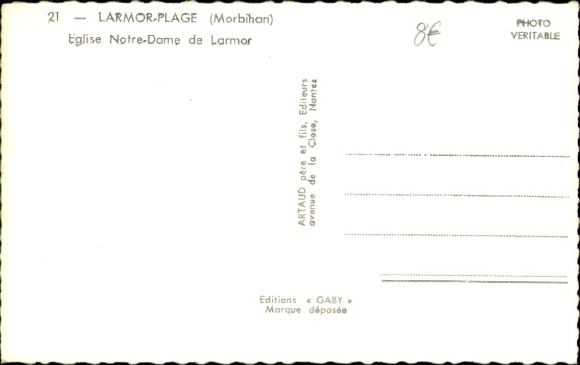 21 — LARMOR-PLAGE (Morbihan)
Eglise Notre-Dame de Larmor
8€
PHOTO
VERITABLE
ARTAUD père et fils, Editeurs
avenue de la Close, Nantes
Editions « GABY »
Marque déposée